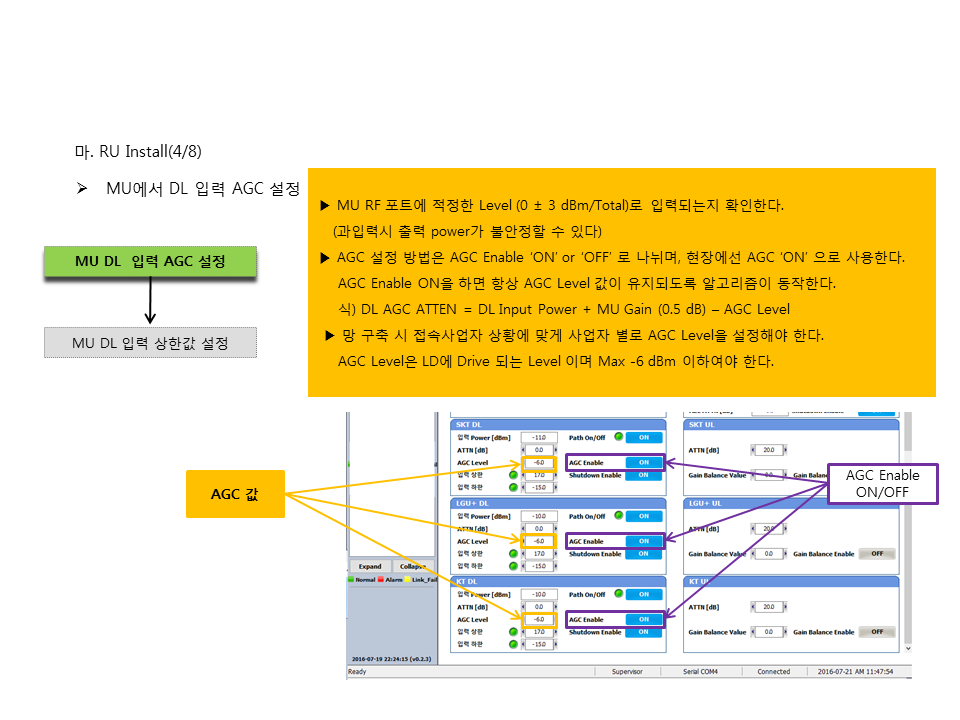 마. RU Install(4/8)
➢ MU에서 DL 입력 AGC 설정
MU DL 입력 AGC 설정
MU DL 입력 상한값 설정
▶ MU RF 포트에 적정한 Level (0 ± 3 dBm/Total)로 입력되는지 확인한다.
(과입력시 출력 power가 불안정할 수 있다)
▶ AGC 설정 방법은 AGC Enable ‘ON’ or ‘OFF’ 로 나뉘며, 현장에선 AGC ‘ON’ 으로 사용한다.
AGC Enable ON을 하면 항상 AGC Level 값이 유지되도록 알고리즘이 동작한다.
식) DL AGC ATTEN = DL Input Power + MU Gain (0.5 dB) – AGC Level
▶ 망 구축 시 접속사업자 상황에 맞게 사업자 별로 AGC Level을 설정해야 한다.
AGC Level은 LD에 Drive 되는 Level 이며 Max -6 dBm 이하여야 한다.
AGC 값
AGC Enable
ON/OFF
SKT DL
입력 Power [dBm] -11.0 Path On/Off ON
ATTN [dB] 0.0
AGC Level -6.0 AGC Enable ON
입력 상한 17.0 Shutdown Enable ON
입력 하한 -15.0
SKT UL
ATTN [dB] 20.0
Gain Balance Value 0.0 Gain
LGU+ DL
입력 Power [dBm] -10.0 Path On/Off ON
ATTN [dB] 0.0
AGC Level -6.0 AGC Enable ON
입력 상한 17.0 Shutdown Enable ON
입력 하한 -15.0
LGU+ UL
ATTN [dB] 20.0
Gain Balance Value 0.0 Gain Balance Enable OFF
KT DL
입력 Power [dBm] -10.0 Path On/Off ON
ATTN [dB] 0.0
AGC Level -6.0 AGC Enable ON
입력 상한 17.0 Shutdown Enable ON
입력 하한 -15.0
KT UL
ATTN [dB] 20.0
Gain Balance Value 0.0 Gain Balance Enable OFF
Expand Collapse
Normal Alarm Link_Fail
2016-07-19 22:24:15 (v0.2.3)
Ready Supervisor Serial COM4 Connected 2016-07-21 AM 11:47:54